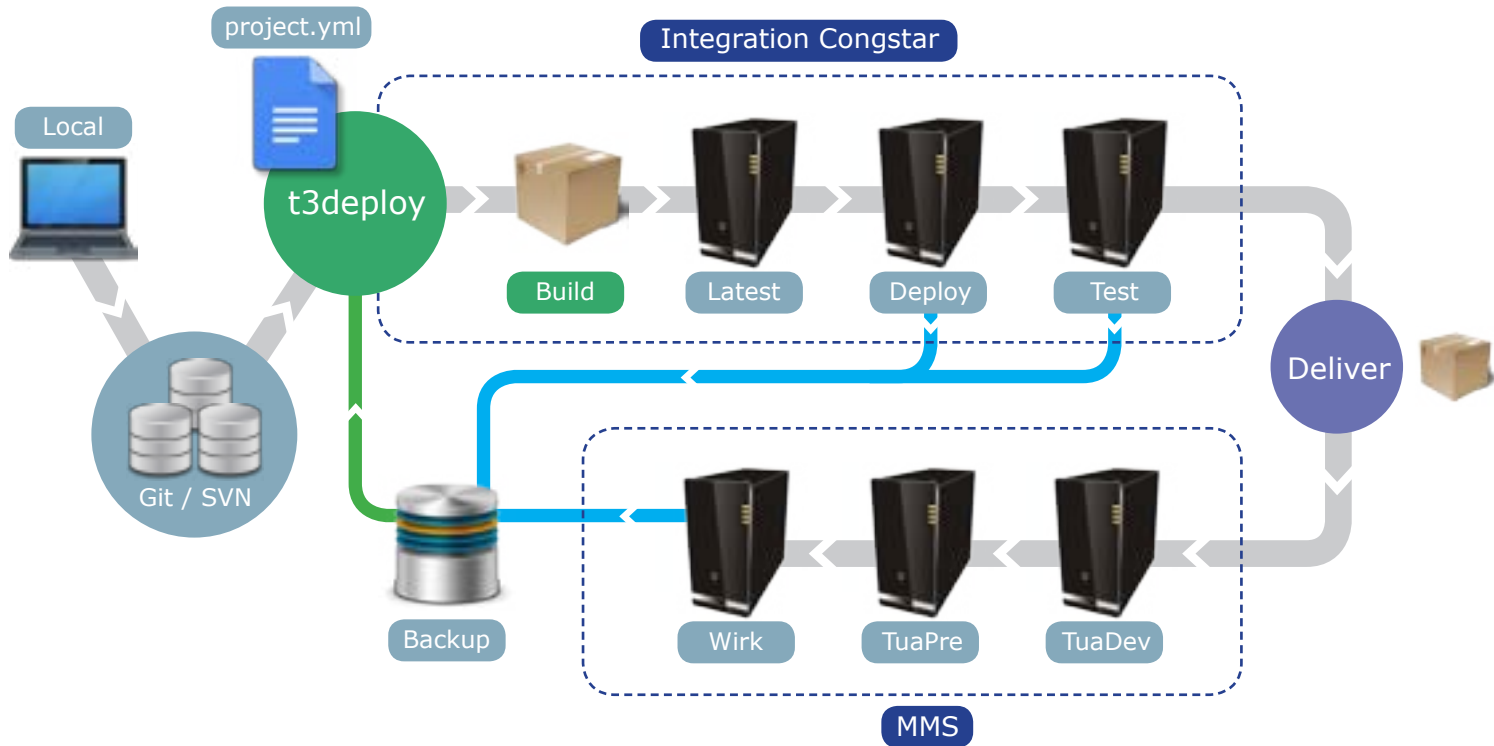 project.yml
Integration Congstar
Local
t3deploy
Build
Latest
Deploy
Test
Deliver
Git / SVN
Backup
Wirk
TuaPre
TuaDev
MMS